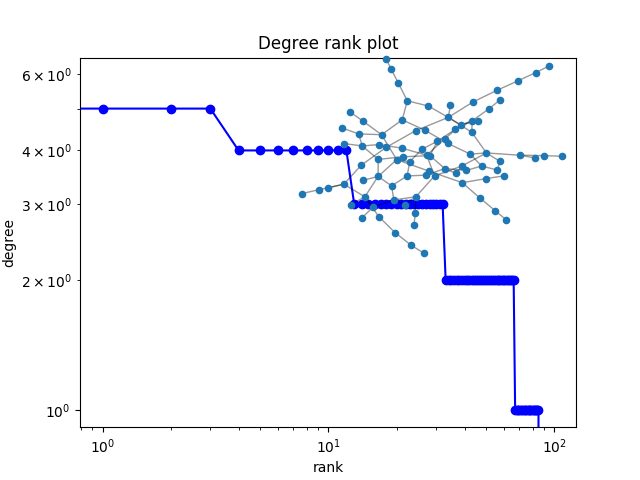 Degree rank plot
6 × 10⁰
4 × 10⁰
3 × 10⁰
2 × 10⁰
10⁰
degree
10⁰ 10¹ 10²
rank